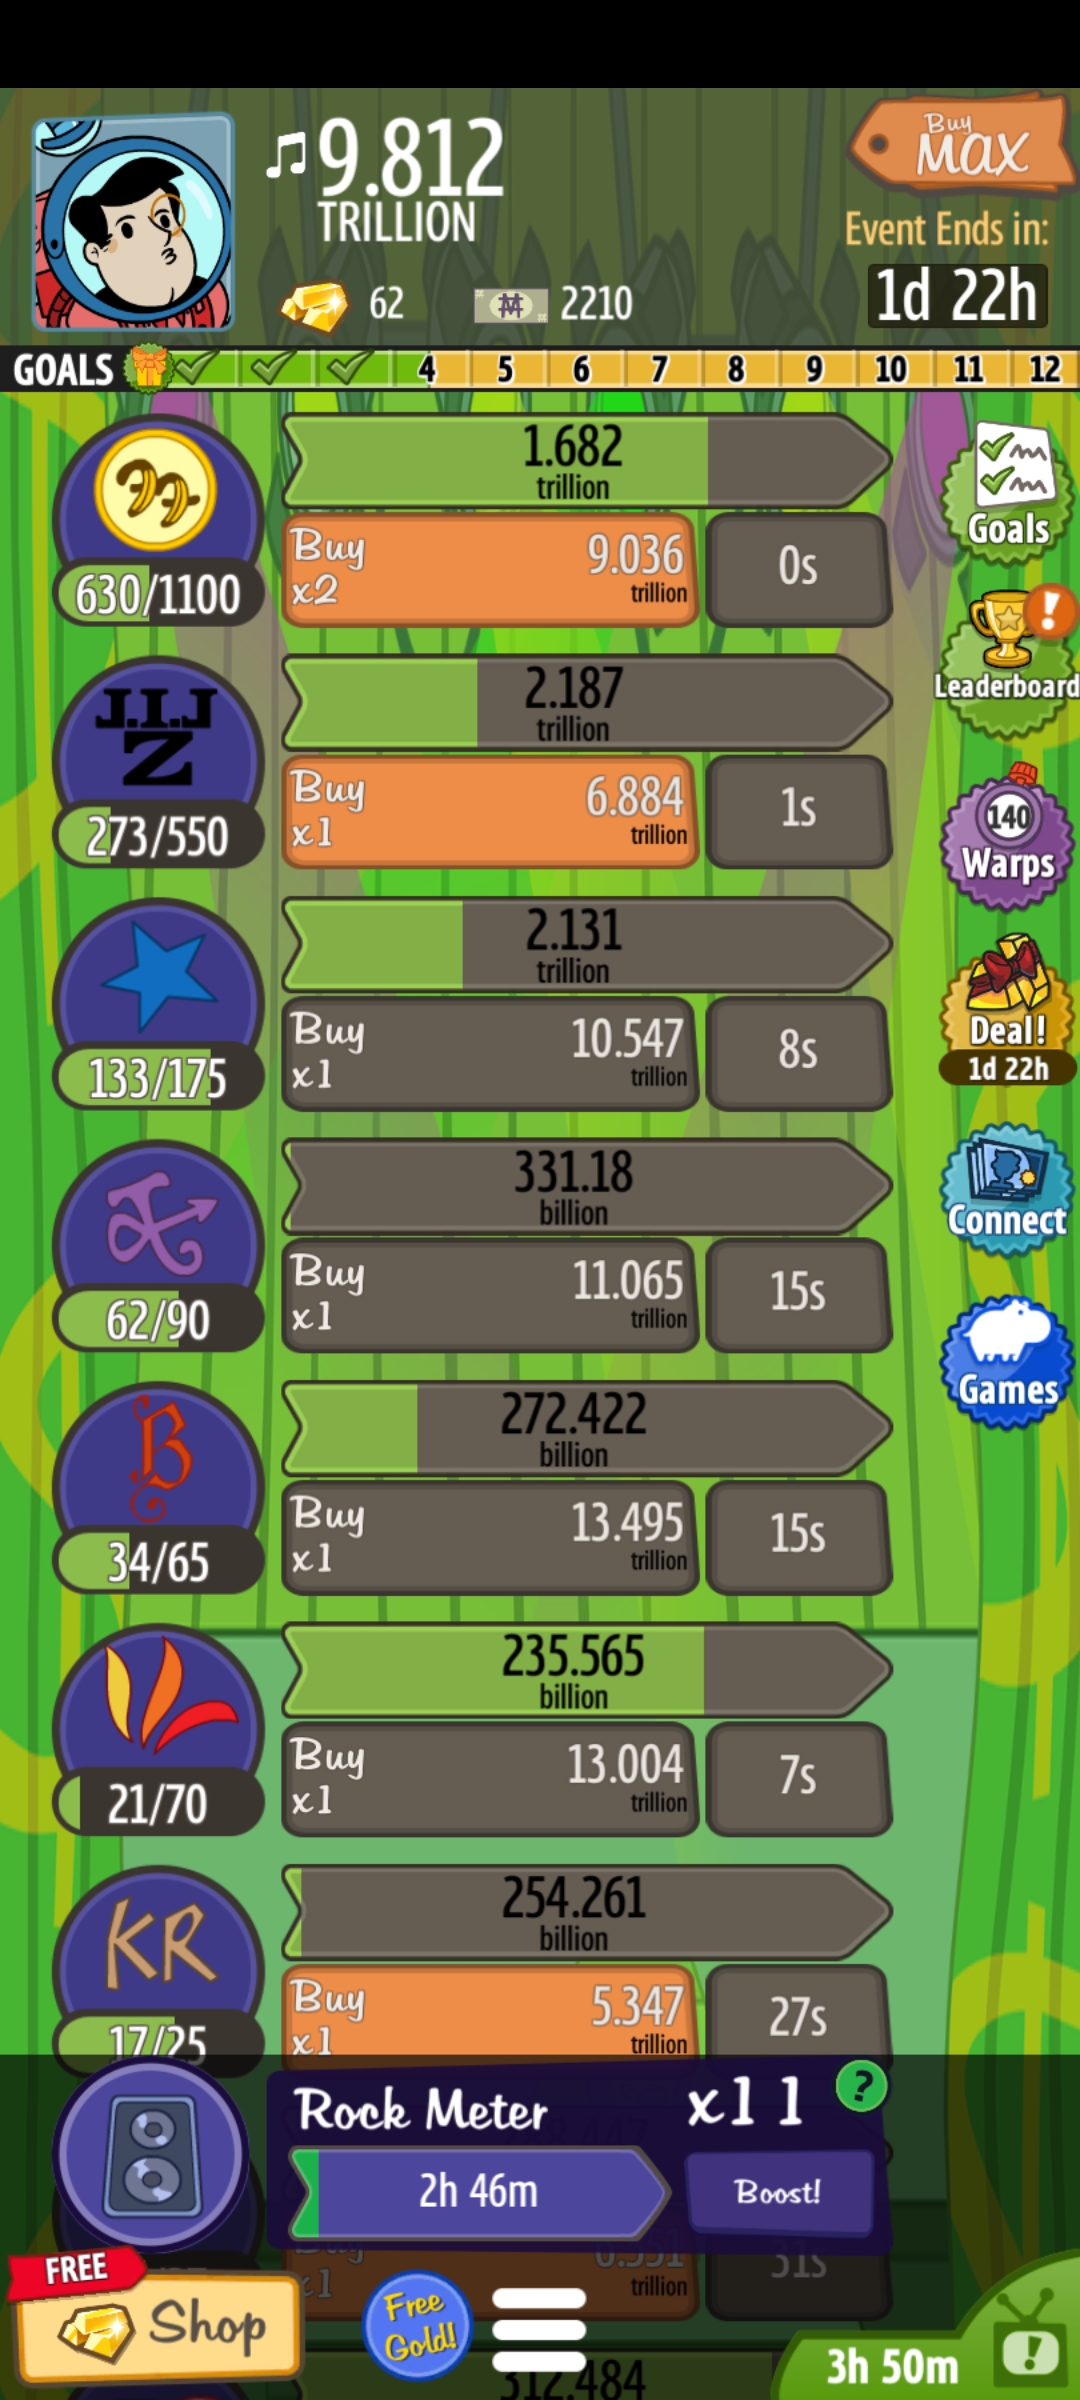 9.812
TRILLION
Buy
MAX
Event Ends in:
1d 22h
62
2210
GOALS 4 5 6 7 8 9 10 11 12
1.682
trillion
Buy
x2
9.036
trillion
0s
630/1100
Goals
J.I.J
Z
2.187
trillion
Buy
x1
6.884
trillion
1s
273/550
Leaderboard
140
Warps
2.131
trillion
Buy
x1
10.547
trillion
8s
133/175
Deal!
1d 22h
331.18
billion
Buy
x1
11.065
trillion
15s
62/90
Connect
272.422
billion
B
Buy
x1
13.495
trillion
15s
34/65
Games
235.565
billion
Buy
x1
13.004
trillion
7s
21/70
KR
254.261
billion
Buy
x1
5.347
trillion
27s
17/25
Rock Meter
x11
?
2h 46m
Boost!
Buy
x1
trillion
31s
FREE
Shop
Free
Gold!
312.484
3h 50m